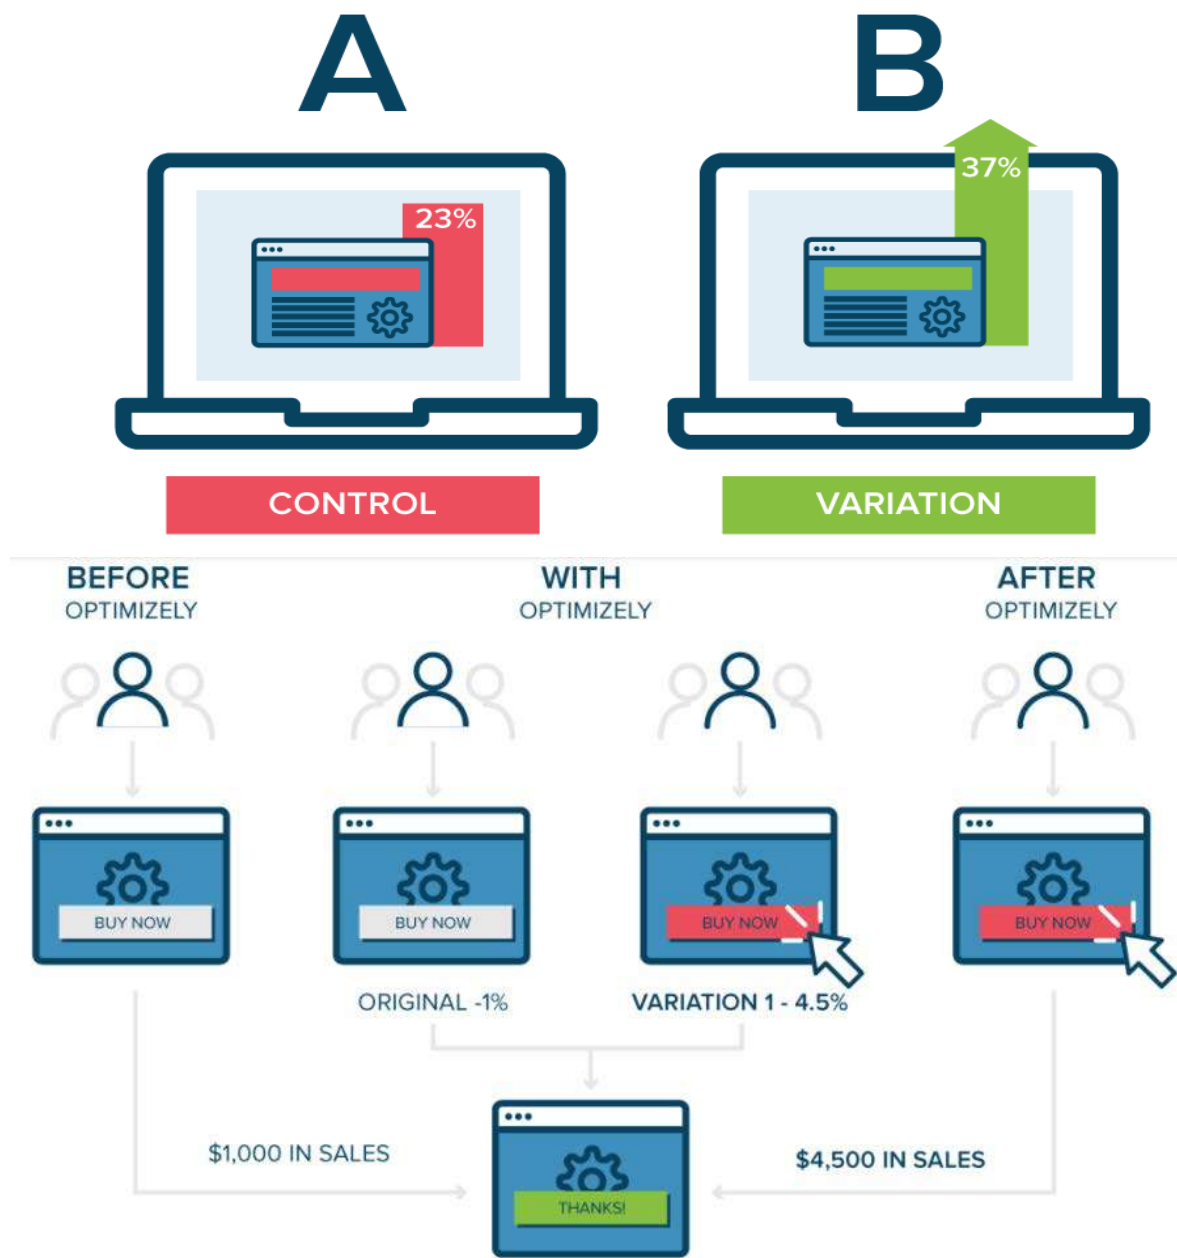 A
B
23%
37%
CONTROL
VARIATION
BEFORE
OPTIMIZELY
WITH
OPTIMIZELY
AFTER
OPTIMIZELY
BUY NOW
BUY NOW
BUY NOW
BUY NOW
ORIGINAL -1%
VARIATION 1 - 4.5%
$1,000 IN SALES
$4,500 IN SALES
THANKS!